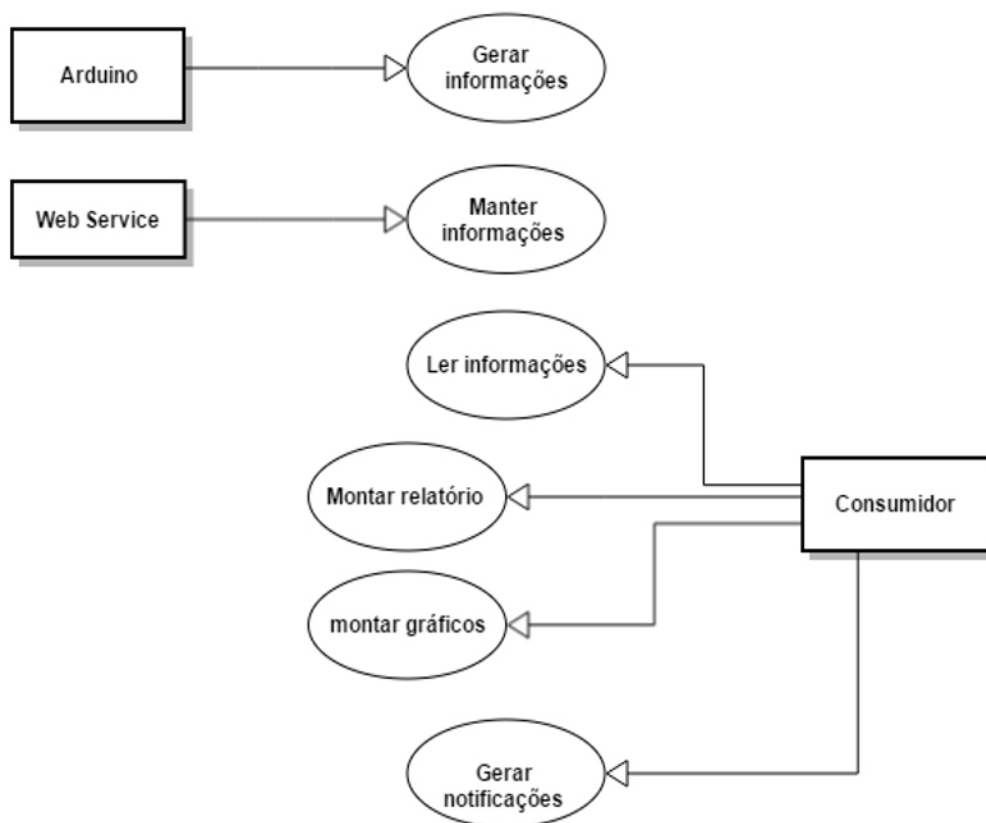 Arduino
Gerar
informações
Web Service
Manter
informações
Ler informações
Montar relatório
Consumidor
montar gráficos
Gerar
notificações